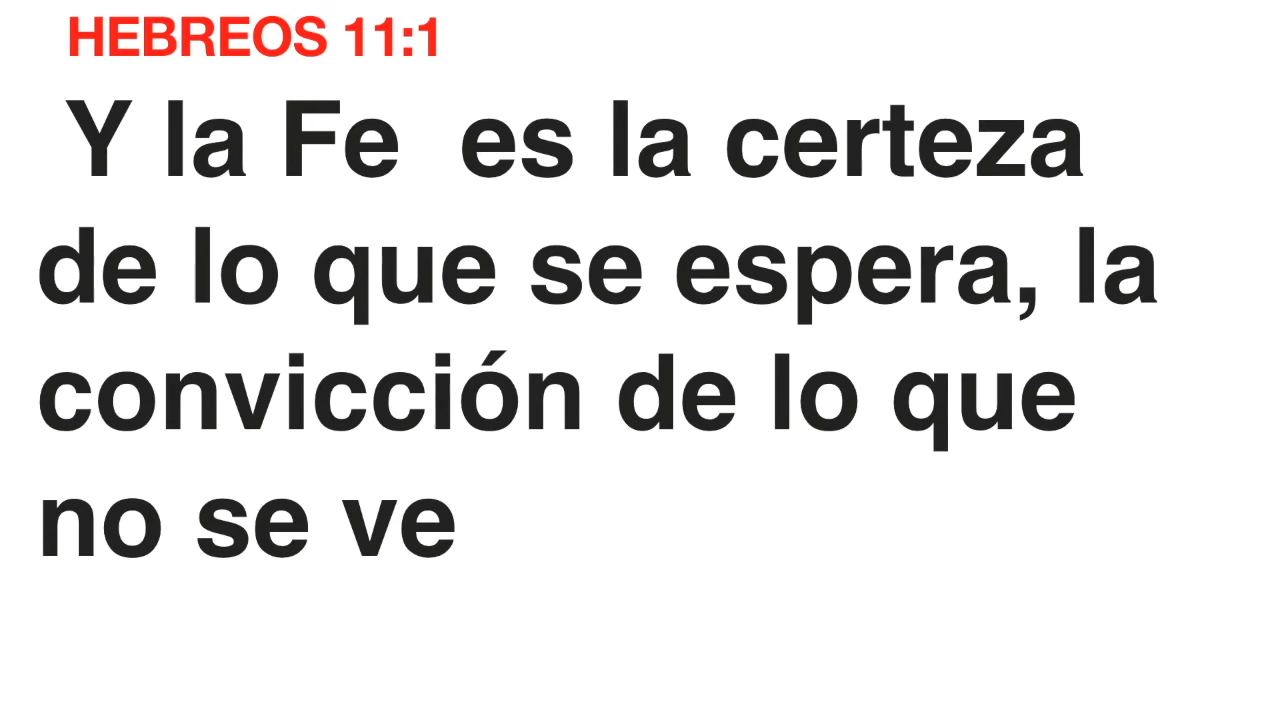 HEBREOS 11:1
Y la Fe  es la certeza
de lo que se espera, la
convicción de lo que
no se ve